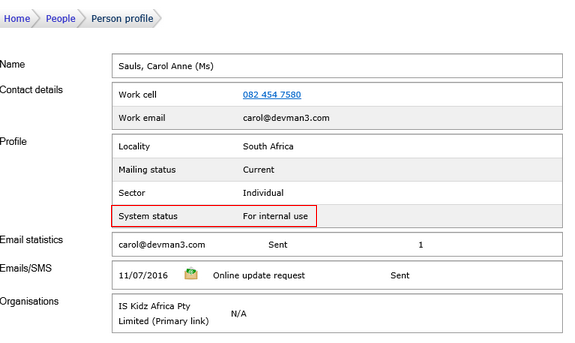 Home People Person profile
Name Sauls, Carol Anne (Ms)
Contact details Work cell 082 454 7580
Work email carol@devman3.com
Profile Locality South Africa
Mailing status Current
Sector Individual
System status For internal use
Email statistics carol@devman3.com Sent 1
Emails/SMS 11/07/2016 Online update request Sent
Organisations IS Kidz Africa Pty
Limited (Primary link) N/A